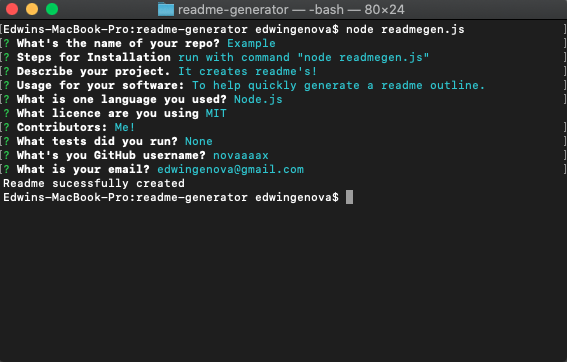 readme-generator — -bash — 80×24
[Edwins-MacBook-Pro:readme-generator edwingenova$ node readmegen.js ]
[? What's the name of your repo? Example ]
[? Steps for Installation run with command "node readmegen.js" ]
[? Describe your project. It creates readme's! ]
[? Usage for your software: To help quickly generate a readme outline. ]
[? What is one language you used? Node.js ]
? What licence are you using MIT
[? Contributors: Me! ]
[? What tests did you run? None ]
[? What's you GitHub username? novaaaax ]
[? What is your email? edwingenova@gmail.com ]
Readme sucessfully created
Edwins-MacBook-Pro:readme-generator edwingenova$